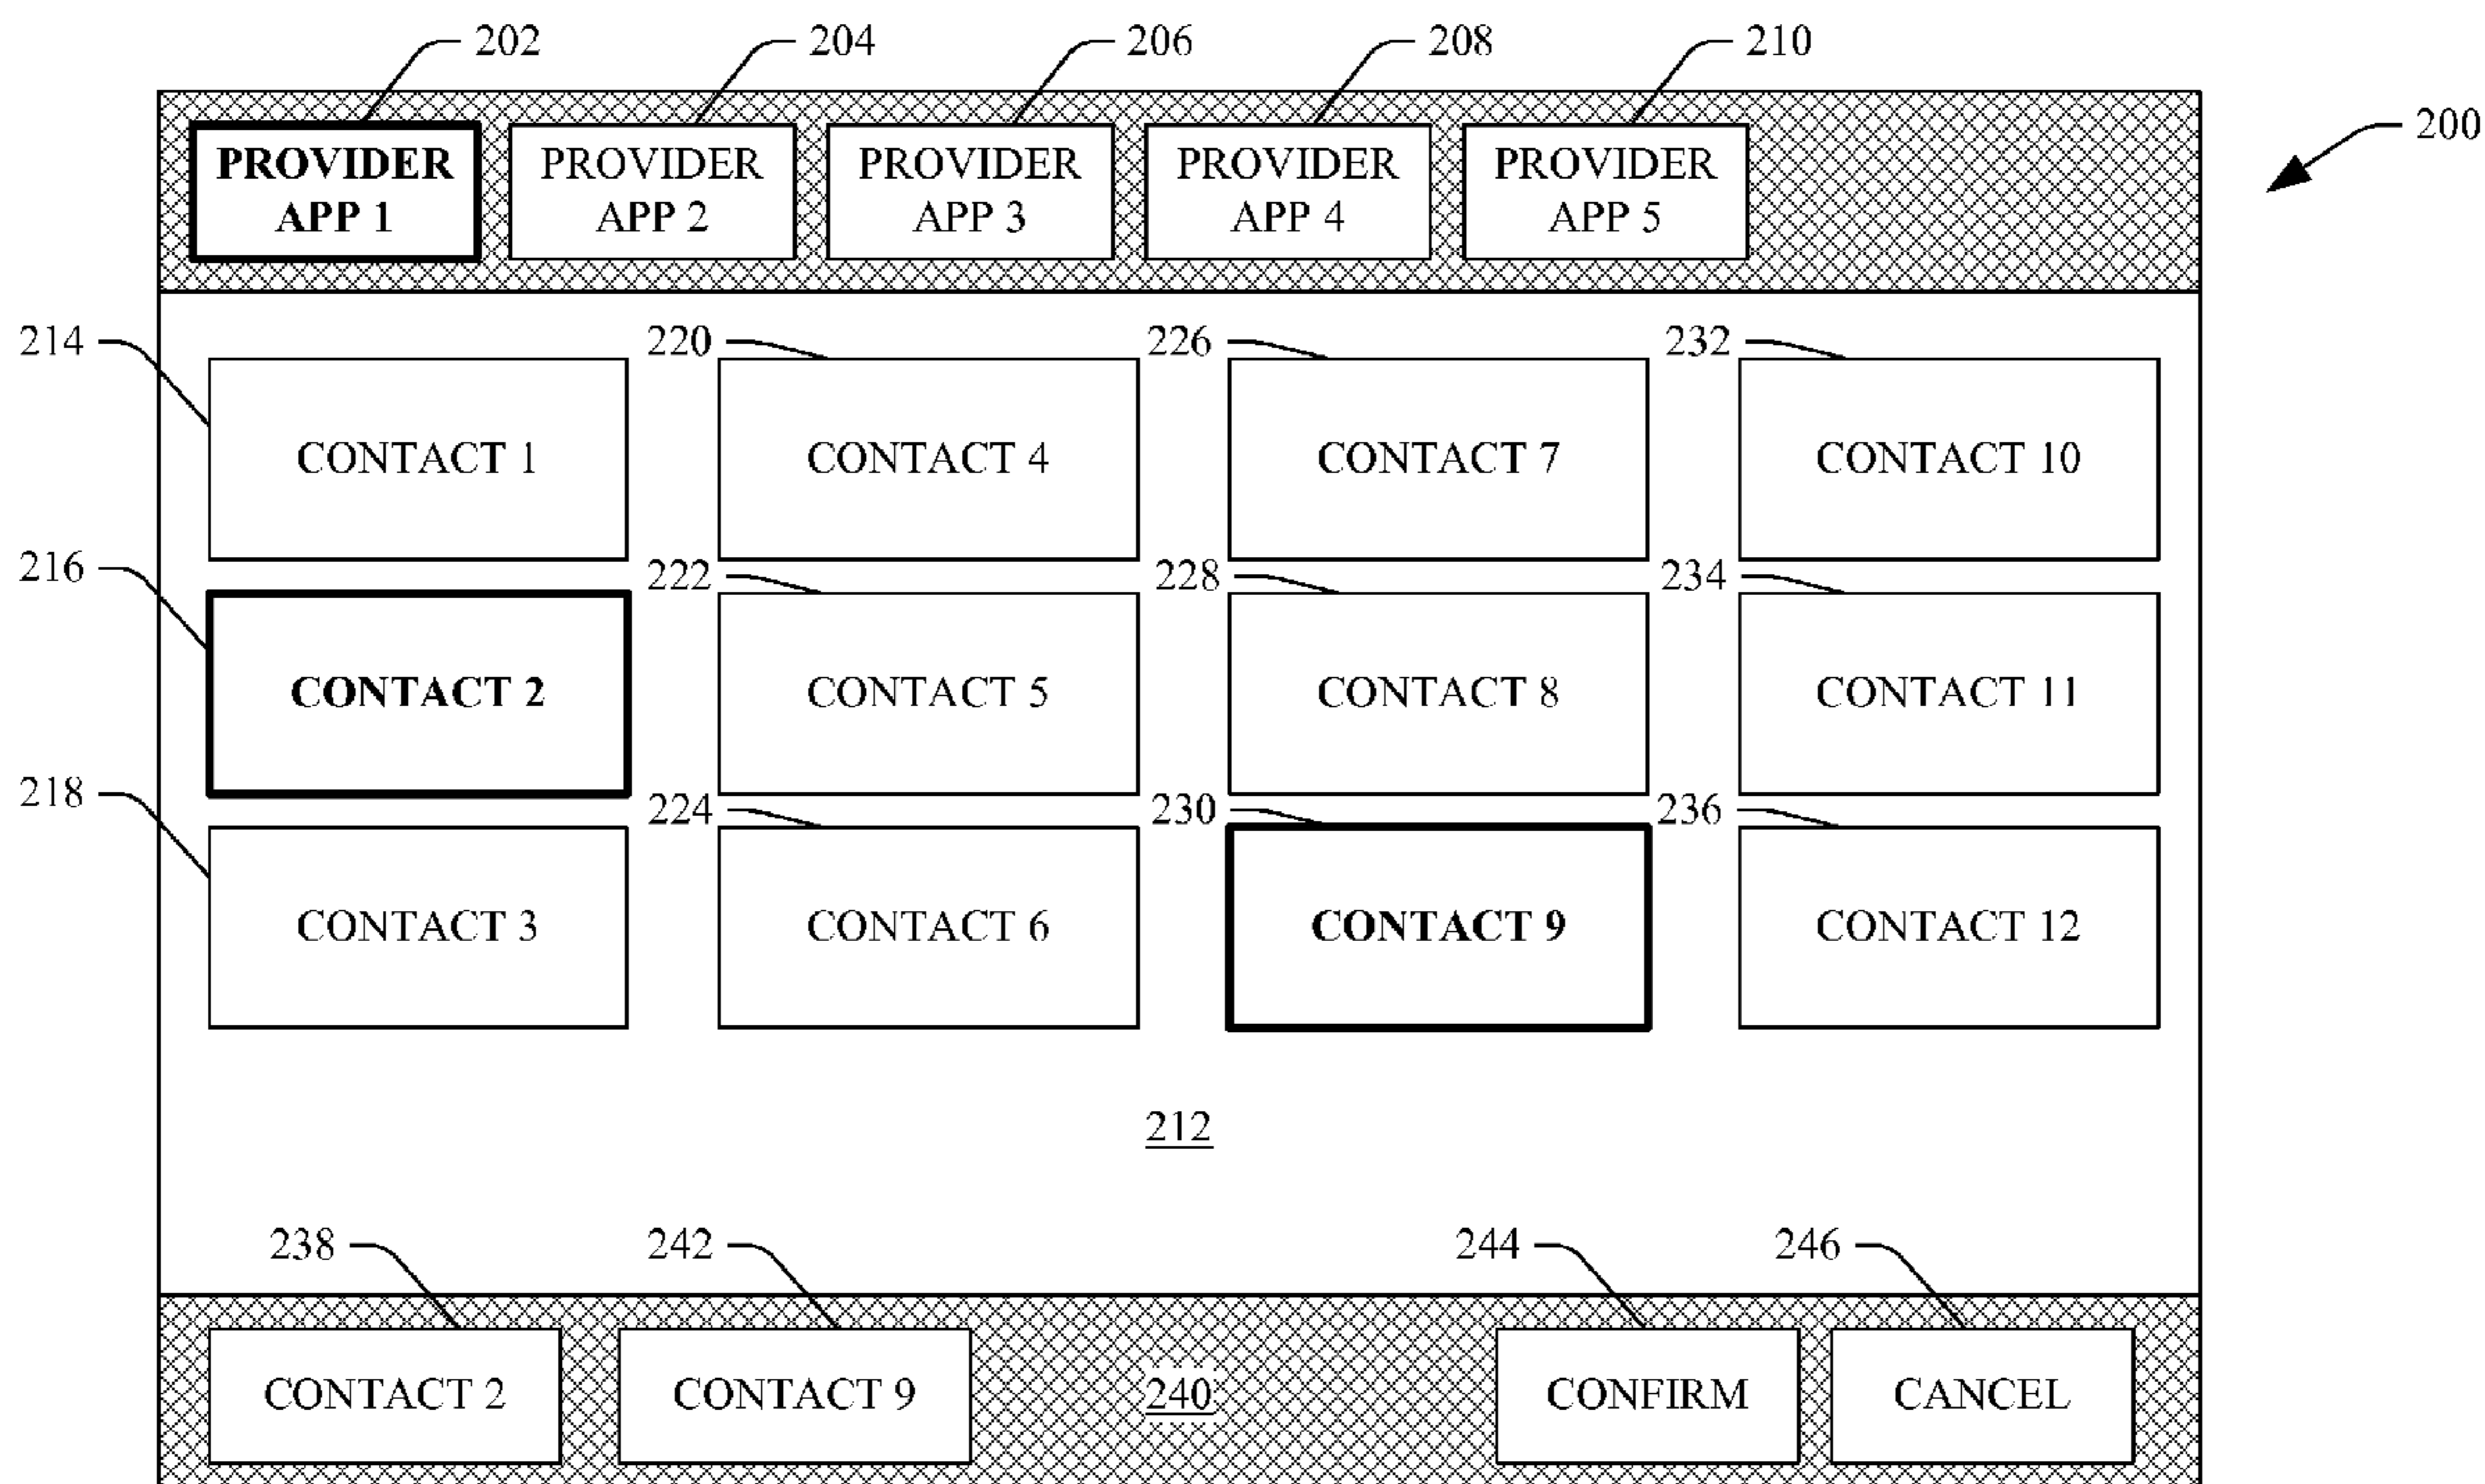 202
204
206
208
210
200
PROVIDER
APP 1
PROVIDER
APP 2
PROVIDER
APP 3
PROVIDER
APP 4
PROVIDER
APP 5
214
220
226
232
CONTACT 1
CONTACT 4
CONTACT 7
CONTACT 10
216
222
228
234
CONTACT 2
CONTACT 5
CONTACT 8
CONTACT 11
218
224
230
236
CONTACT 3
CONTACT 6
CONTACT 9
CONTACT 12
212
238
242
244
246
CONTACT 2
CONTACT 9
240
CONFIRM
CANCEL